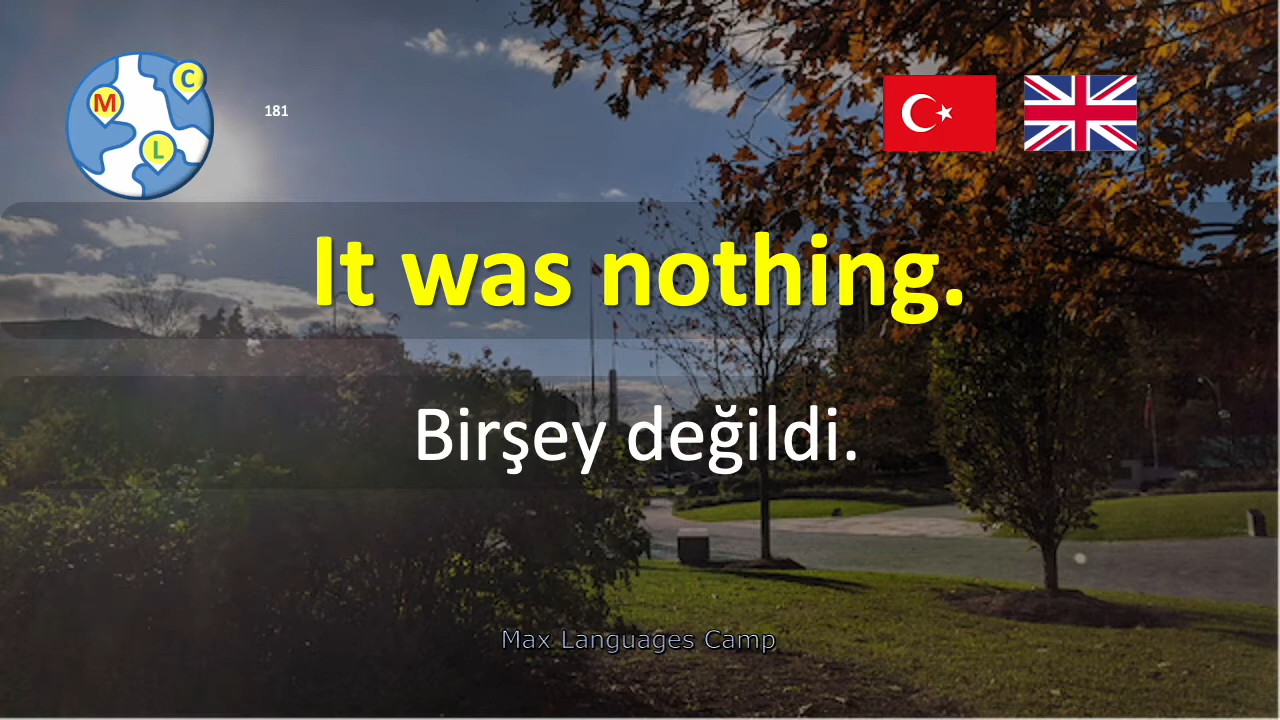 M
C
L
181
It was nothing.
Birşey değildi.
Max Languages Camp